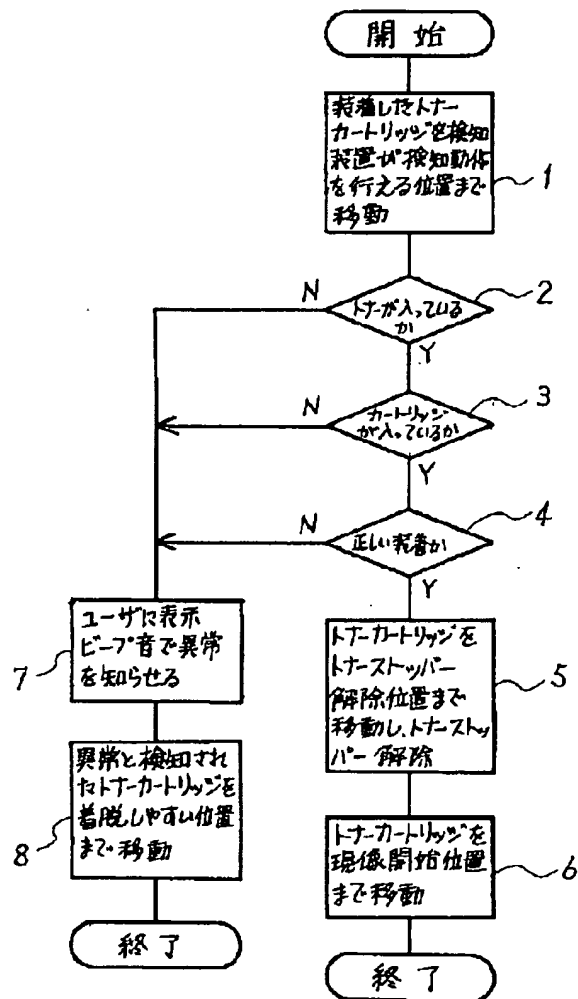 開始
装着したトナー
カートリッジを検知
装置が検知動作
を行える位置まで
移動
1
N
トナーが入っている
か
2
Y
N
カートリッジ
が入っているか
3
Y
N
正しい装着か
4
Y
ユーザに表示
ビープ音で異常
を知らせる
7
トナーカートリッジを
トナーストッパー
解除位置まで
移動し、トナーストッ
パー解除
5
異常と検知され
たトナーカートリッジを
着脱しやすい位置
まで移動
8
トナーカートリッジを
現像開始位置
まで移動
6
終了
終了